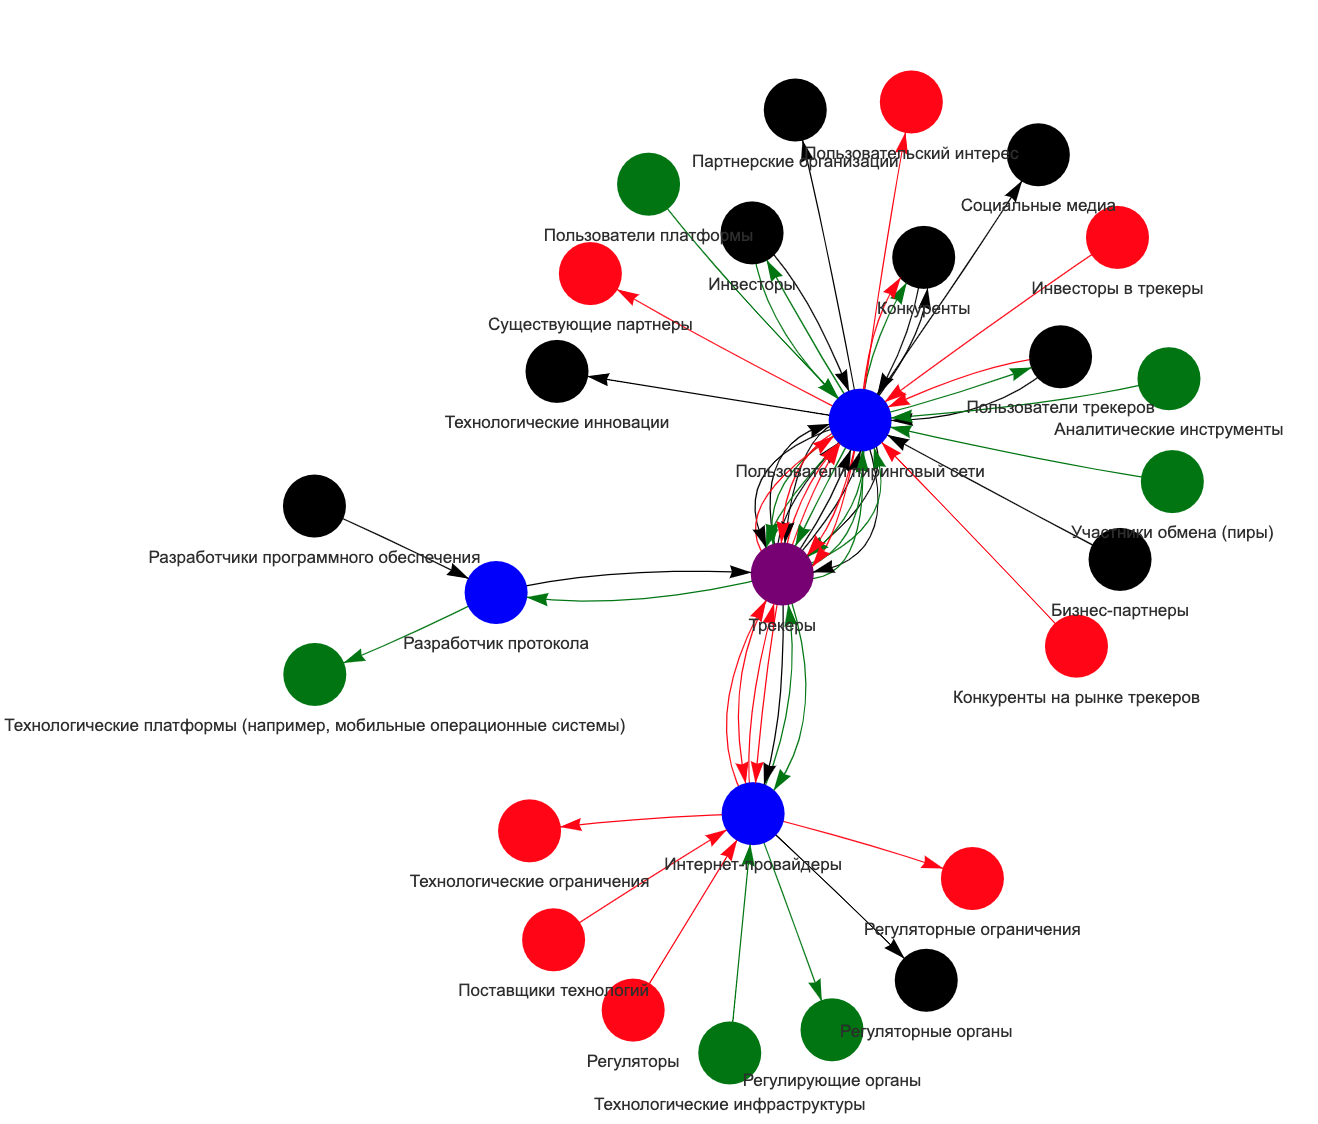 Пользовательский интерес
Партнерские организации
Социальные медиа
Пользователи платформы
Инвесторы
Инвесторы в трекеры
Конкуренты
Существующие партнеры
Пользователи трекеров
Технологические инновации
Аналитические инструменты
Пользователи пиринговый сети
Участники обмена (пиры)
Разработчики программного обеспечения
Бизнес-партнеры
Трекеры
Разработчик протокола
Конкуренты на рынке трекеров
Технологические платформы (например, мобильные операционные системы)
Интернет-провайдеры
Технологические ограничения
Регуляторные ограничения
Поставщики технологий
Регуляторные органы
Регуляторы
Регулирующие органы
Технологические инфраструктуры